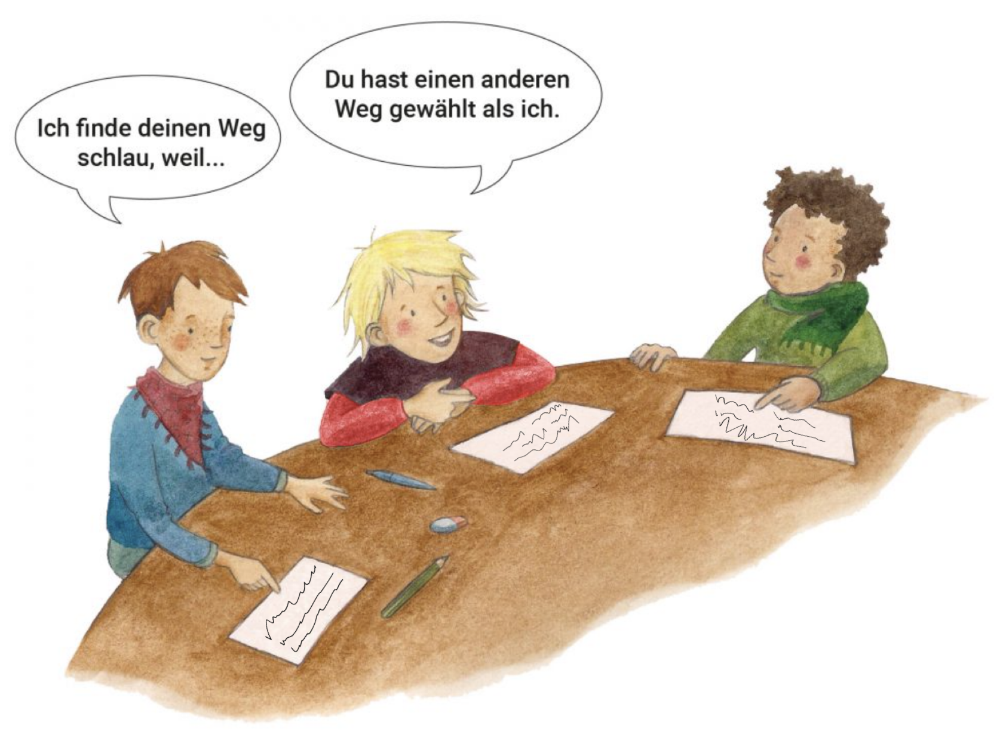 Ich finde deinen Weg
schlau, weil...
Du hast einen anderen
Weg gewählt als ich.